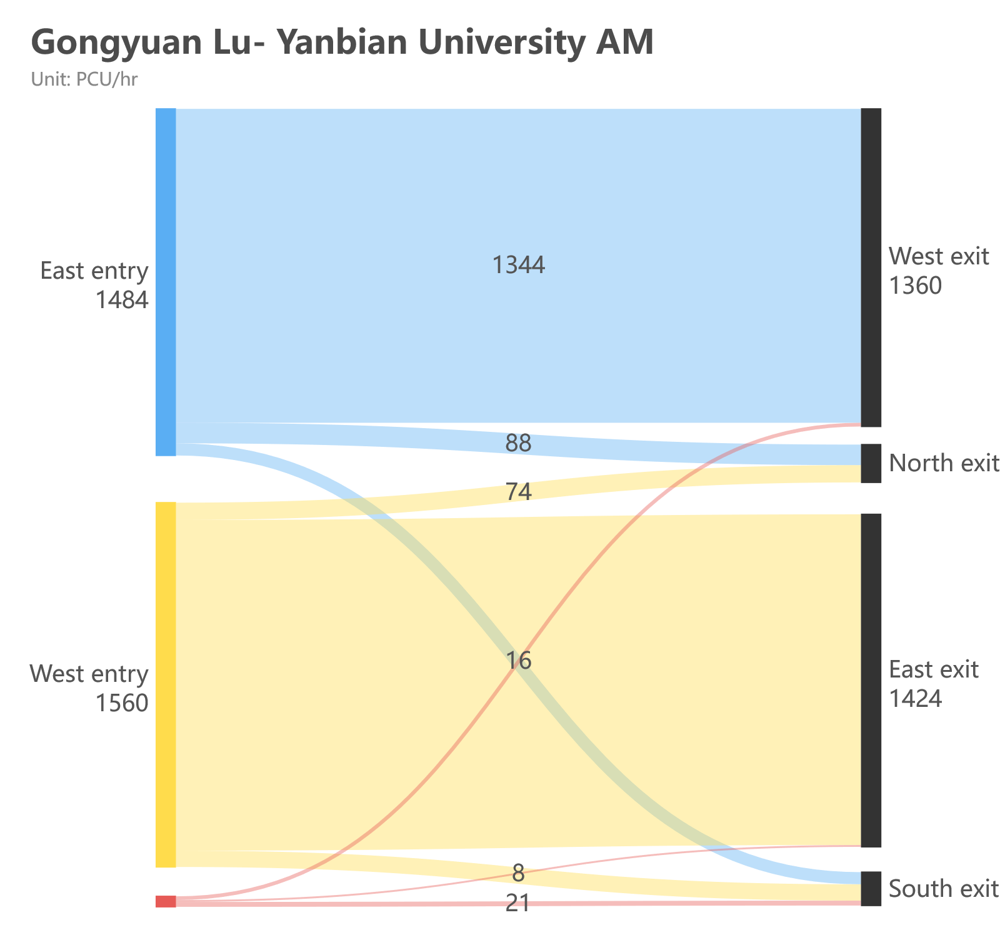 Gongyuan Lu- Yanbian University AM
Unit: PCU/hr
East entry
1484
1344
West exit
1360
88
North exit
74
West entry
1560
16
East exit
1424
8
21
South exit